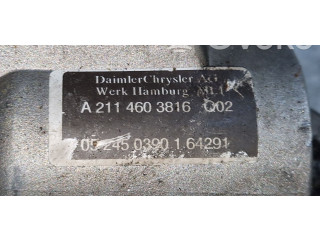 DaimlerChrysler AG
Werk Hamburg,
A 211 460 3816 Q02
05 245 0390 1 64291